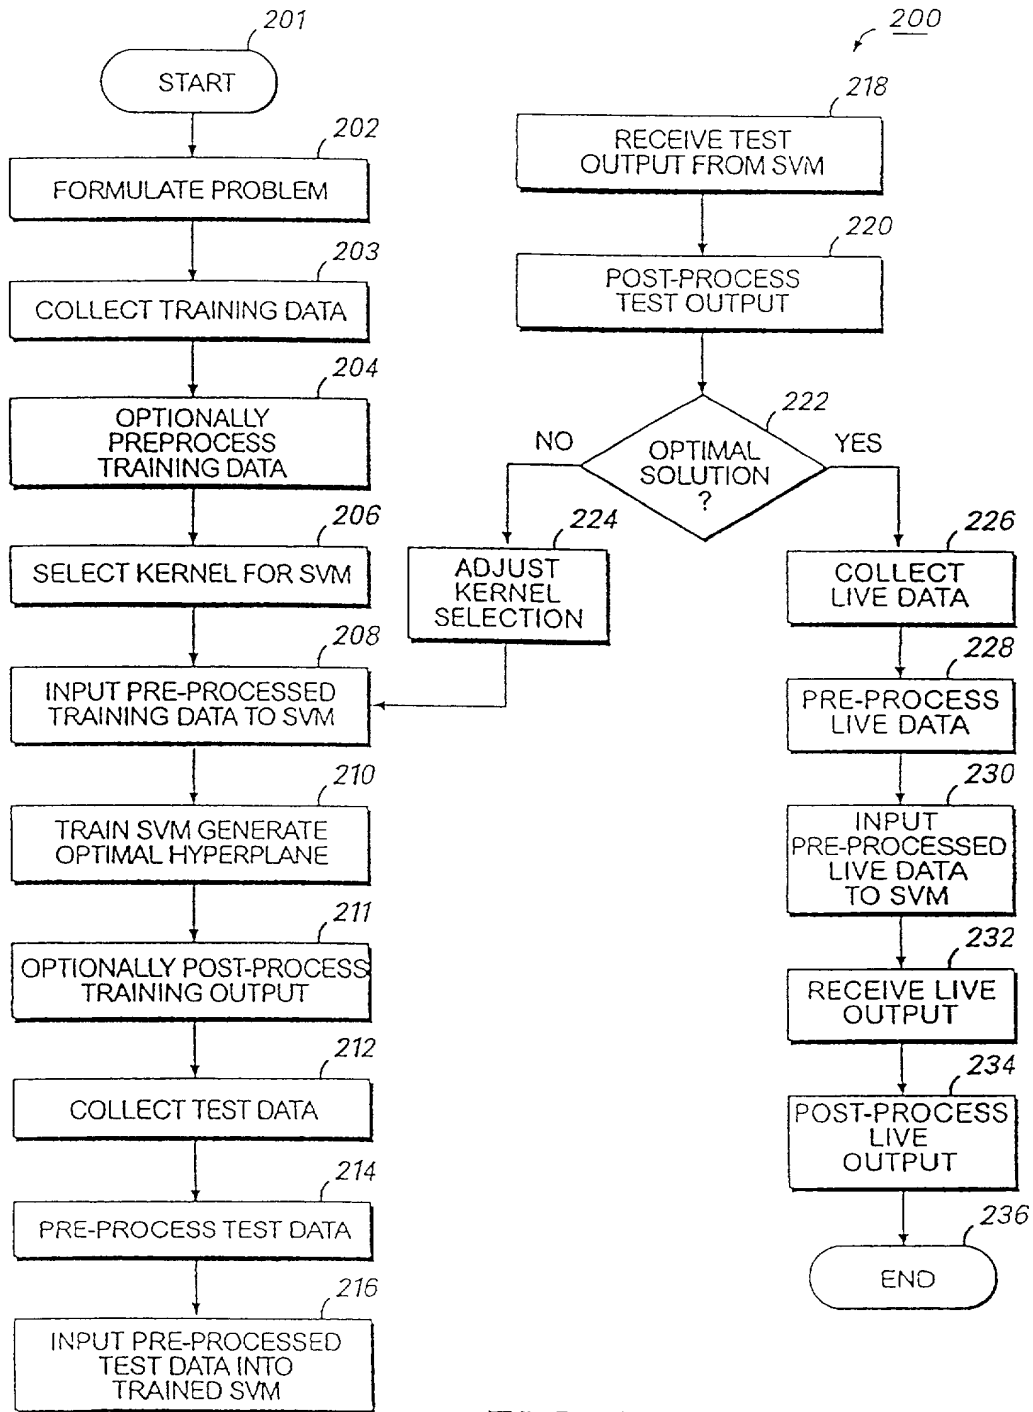 200
201
START
202
FORMULATE PROBLEM
203
COLLECT TRAINING DATA
204
OPTIONALLY
PREPROCESS
TRAINING DATA
206
SELECT KERNEL FOR SVM
208
INPUT PRE-PROCESSED
TRAINING DATA TO SVM
210
TRAIN SVM GENERATE
OPTIMAL HYPERPLANE
211
OPTIONALLY POST-PROCESS
TRAINING OUTPUT
212
COLLECT TEST DATA
214
PRE-PROCESS TEST DATA
216
INPUT PRE-PROCESSED
TEST DATA INTO
TRAINED SVM
218
RECEIVE TEST
OUTPUT FROM SVM
220
POST-PROCESS
TEST OUTPUT
222
OPTIMAL
SOLUTION
?
NO
YES
224
ADJUST
KERNEL
SELECTION
226
COLLECT
LIVE DATA
228
PRE-PROCESS
LIVE DATA
230
INPUT
PRE-PROCESSED
LIVE DATA
TO SVM
232
RECEIVE LIVE
OUTPUT
234
POST-PROCESS
LIVE
OUTPUT
236
END